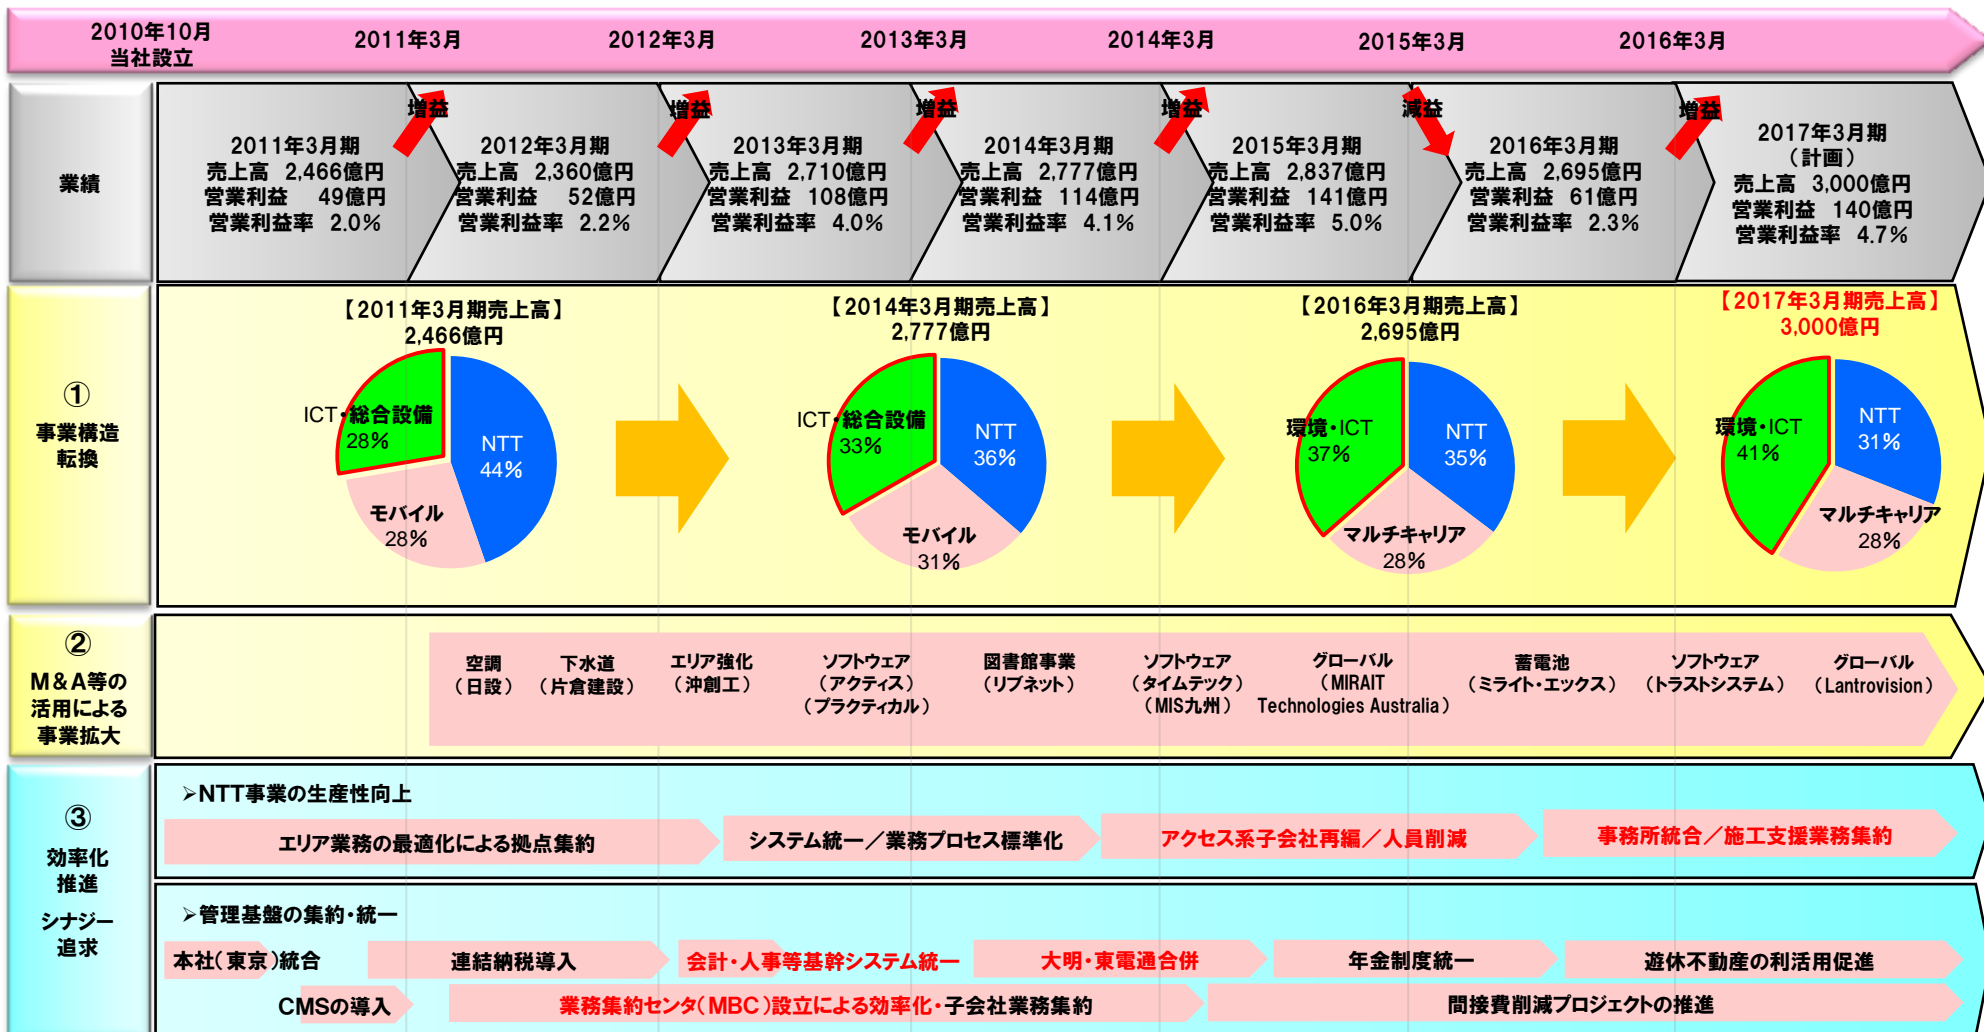 2010年10月
当社設立
2011年3月
2012年3月
2013年3月
2014年3月
2015年3月
2016年3月
業績
増益
増益
増益
増益
減益
増益
2011年3月期
売上高 2,466億円
営業利益 49億円
営業利益率 2.0%
2012年3月期
売上高 2,360億円
営業利益 52億円
営業利益率 2.2%
2013年3月期
売上高 2,710億円
営業利益 108億円
営業利益率 4.0%
2014年3月期
売上高 2,777億円
営業利益 114億円
営業利益率 4.1%
2015年3月期
売上高 2,837億円
営業利益 141億円
営業利益率 5.0%
2016年3月期
売上高 2,695億円
営業利益 61億円
営業利益率 2.3%
2017年3月期
(計画)
売上高 3,000億円
営業利益 140億円
営業利益率 4.7%
①
事業構造
転換
【2011年3月期売上高】
2,466億円
ICT・総合設備
28%
NTT
44%
モバイル
28%
【2014年3月期売上高】
2,777億円
ICT・総合設備
33%
NTT
36%
モバイル
31%
【2016年3月期売上高】
2,695億円
環境・ICT
37%
NTT
35%
マルチキャリア
28%
【2017年3月期売上高】
3,000億円
環境・ICT
41%
NTT
31%
マルチキャリア
28%
②
M&A等の
活用による
事業拡大
空調
(日設)
下水道
(片倉建設)
エリア強化
(沖創工)
ソフトウェア
(アクティス)
(プラクティカル)
図書館事業
(リブネット)
ソフトウェア
(タイムテック)
(MIS九州)
グローバル
(MIRAIT
Technologies Australia)
蓄電池
(ミライト・エックス)
ソフトウェア
(トラストシステム)
グローバル
(Lantrovision)
③
効率化
推進
シナジー
追求
➢NTT事業の生産性向上
エリア業務の最適化による拠点集約
システム統一/業務プロセス標準化
アクセス系子会社再編/人員削減
事務所統合/施工支援業務集約
➢管理基盤の集約・統一
本社(東京)統合
連結納税導入
会計・人事等基幹システム統一
大明・東電通合併
年金制度統一
遊休不動産の利活用促進
CMSの導入
業務集約センタ(MBC)設立による効率化・子会社業務集約
間接費削減プロジェクトの推進